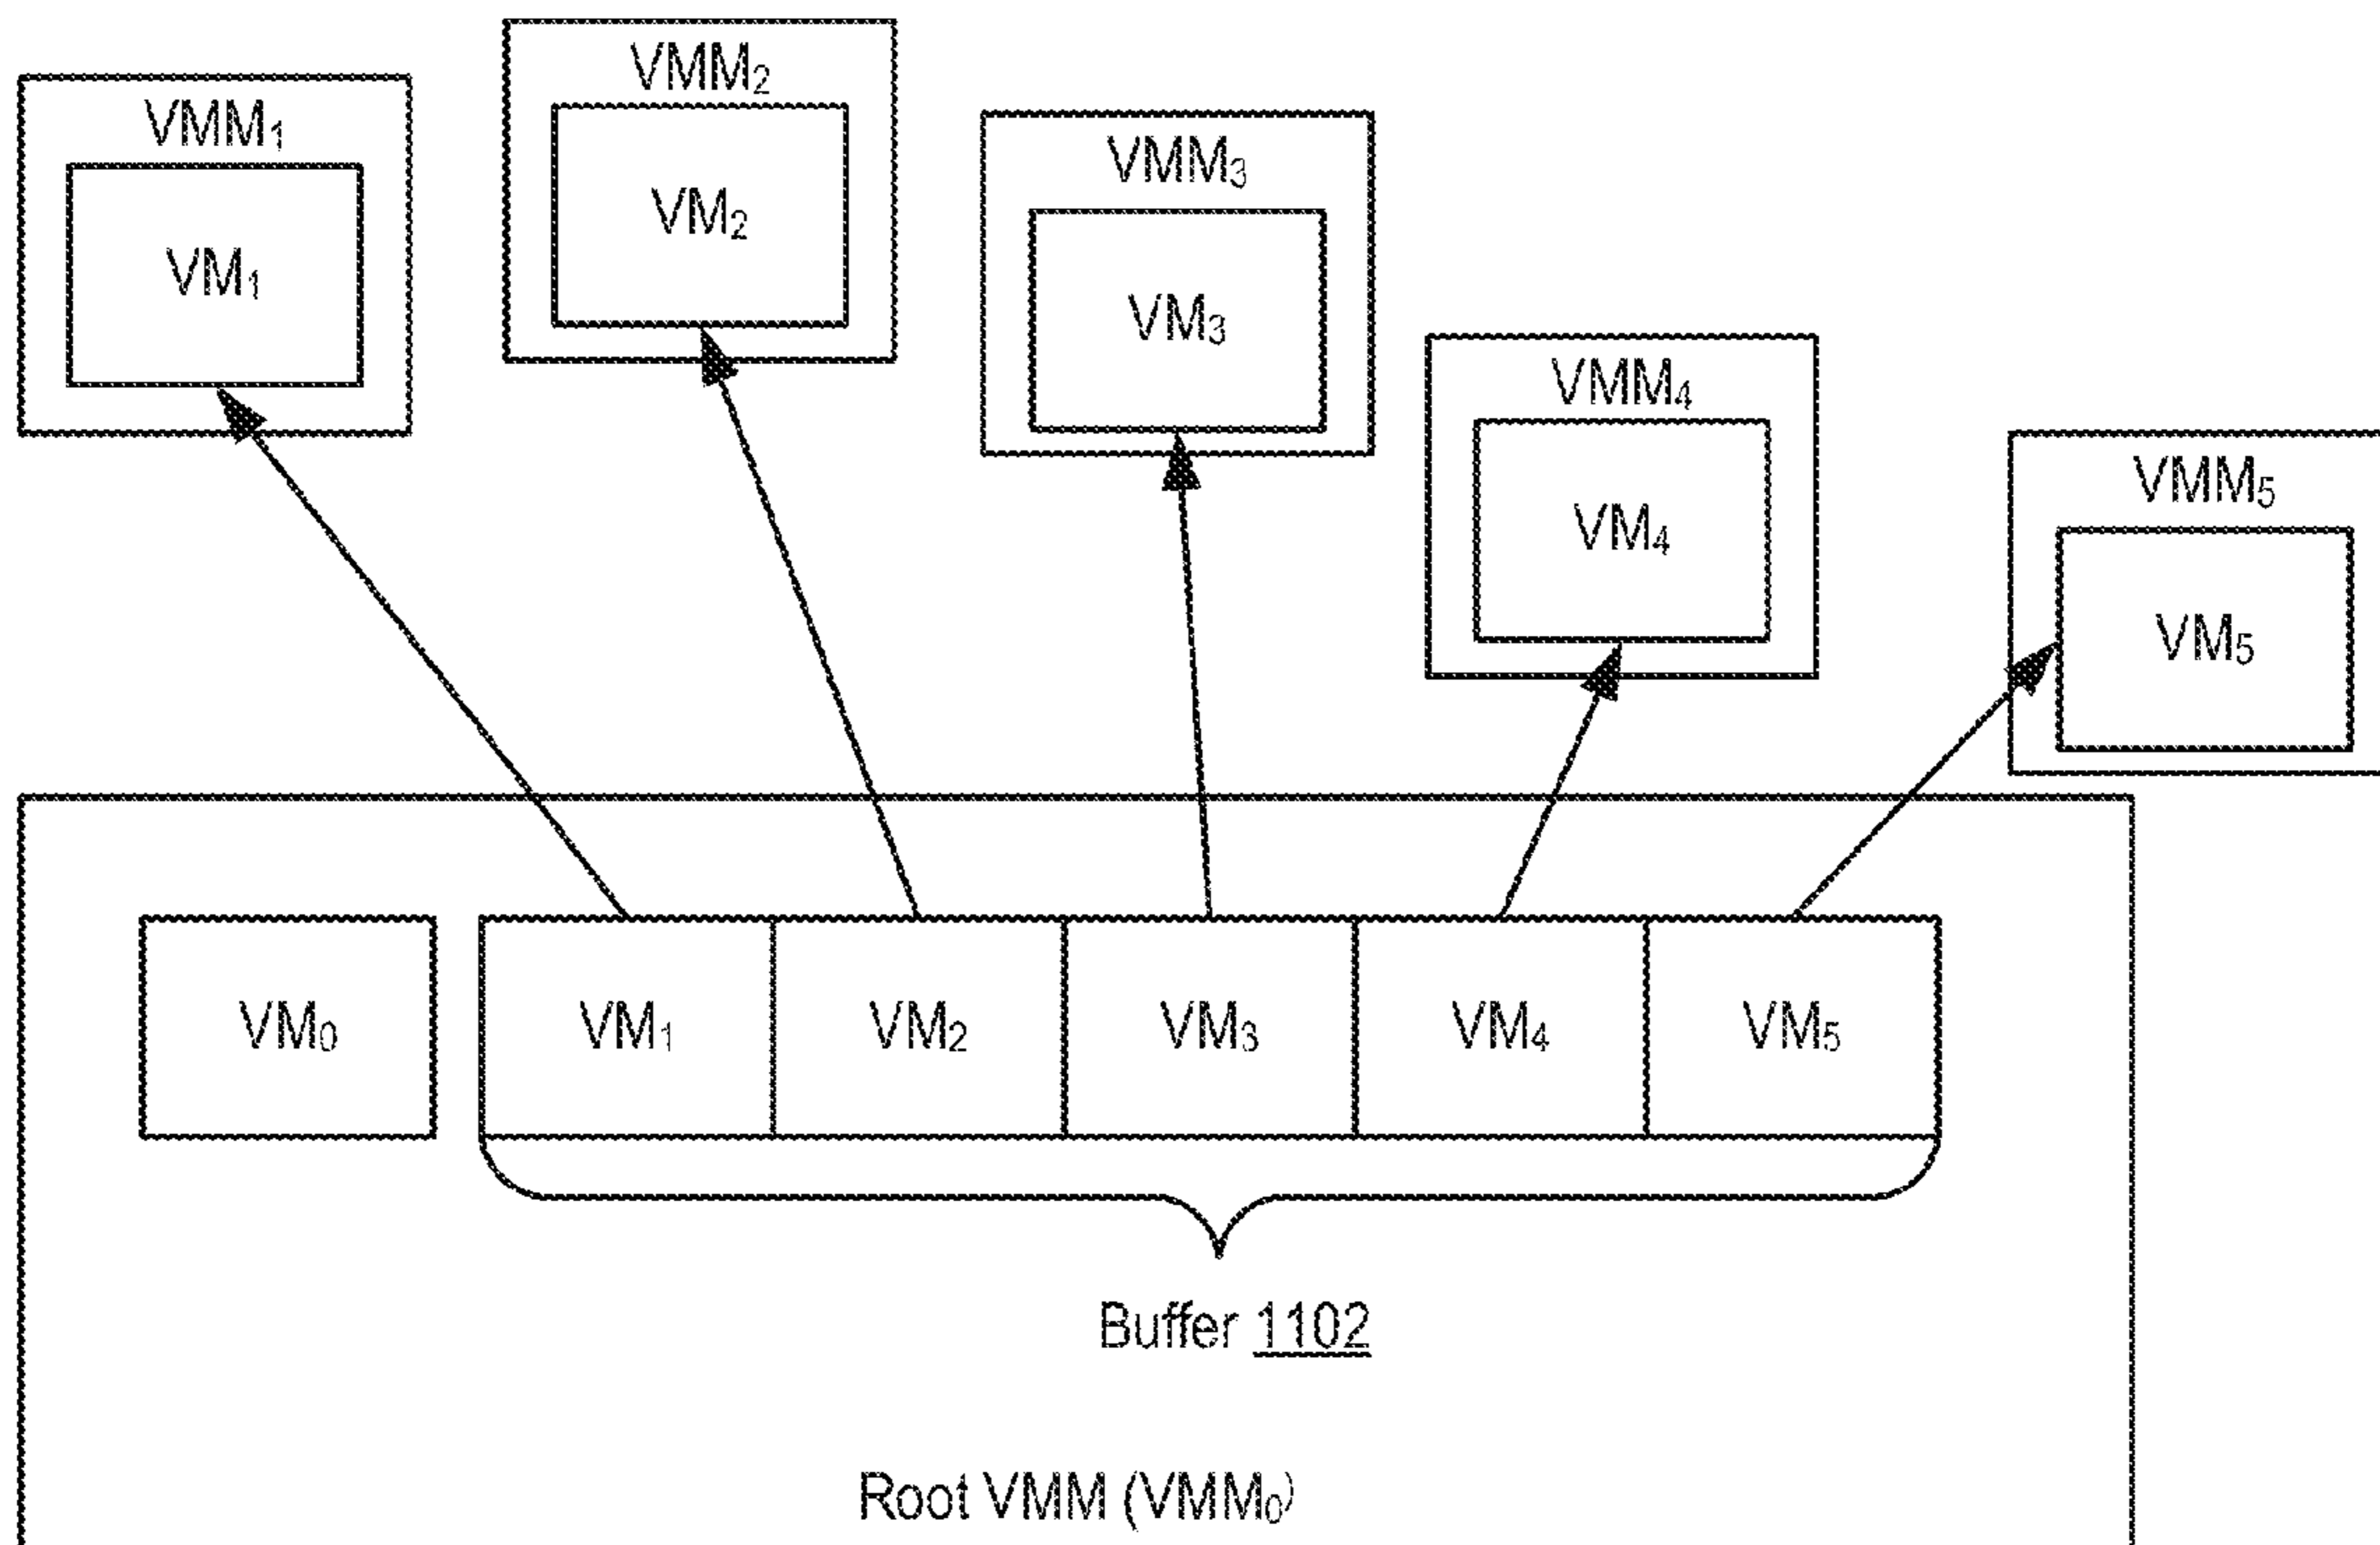 VMM₁
VM₁
VMM₂
VM₂
VMM₃
VM₃
VMM₄
VM₄
VMM₅
VM₅
VM₀
VM₁
VM₂
VM₃
VM₄
VM₅
Buffer 1102
Root VMM (VMM₀)